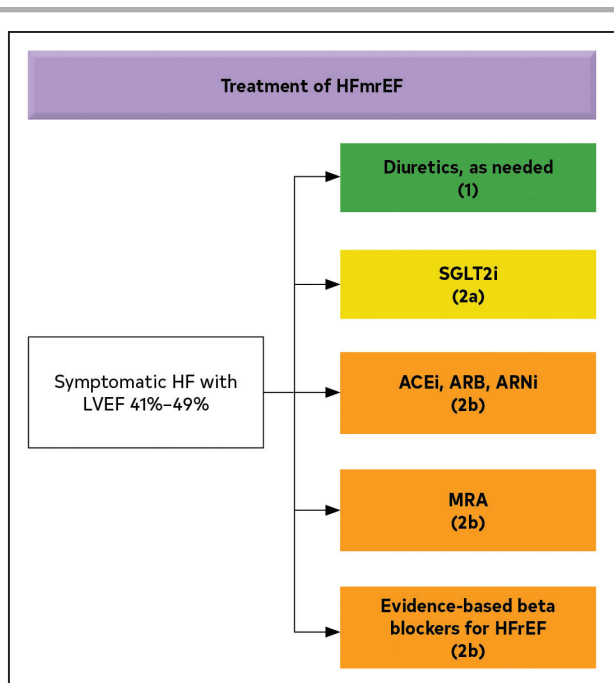 Treatment of HFmrEF
Diuretics, as needed
(1)
SGLT2i
(2a)
Symptomatic HF with
LVEF 41%–49%
ACEi, ARB, ARNi
(2b)
MRA
(2b)
Evidence-based beta
blockers for HFrEF
(2b)